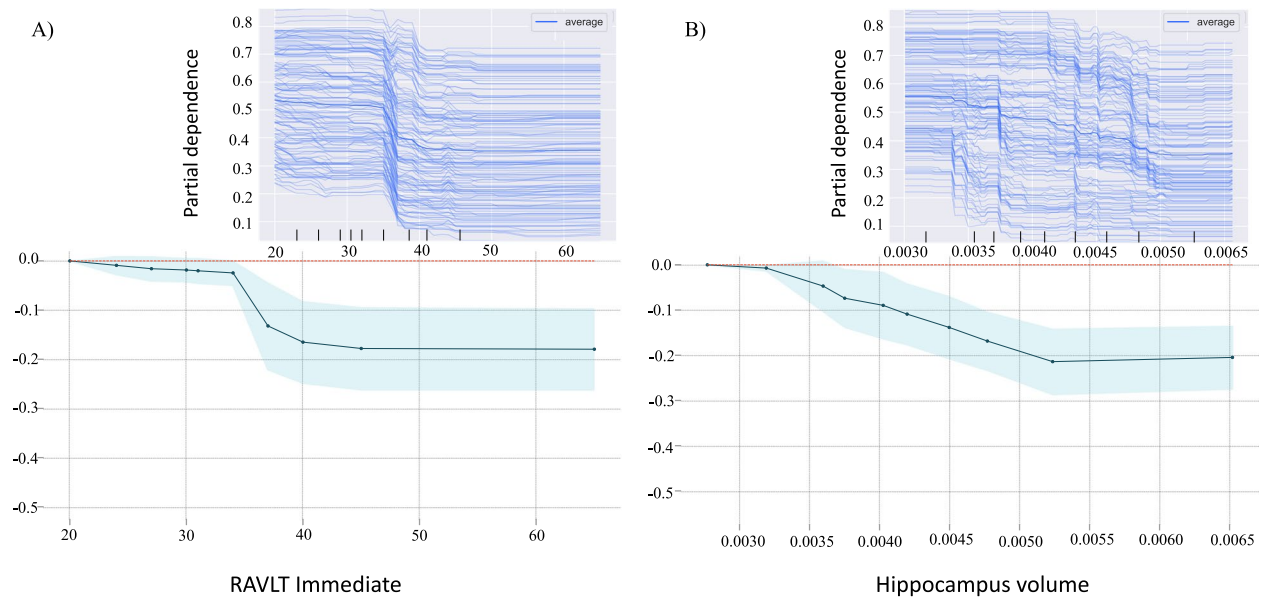 A)
Partial dependence
0.8
0.7
0.6
0.5
0.4
0.3
0.2
0.1
average
20 30 40 50 60
0.0
-0.1
-0.2
-0.3
-0.4
-0.5
20 30 40 50 60
RAVLT Immediate
B)
Partial dependence
0.8
0.7
0.6
0.5
0.4
0.3
0.2
0.1
average
0.0030 0.0035 0.0040 0.0045 0.0050 0.0050 0.0065
0.0
-0.1
-0.2
-0.3
-0.4
-0.5
0.0030 0.0035 0.0040 0.0045 0.0050 0.0055 0.0060 0.0065
Hippocampus volume